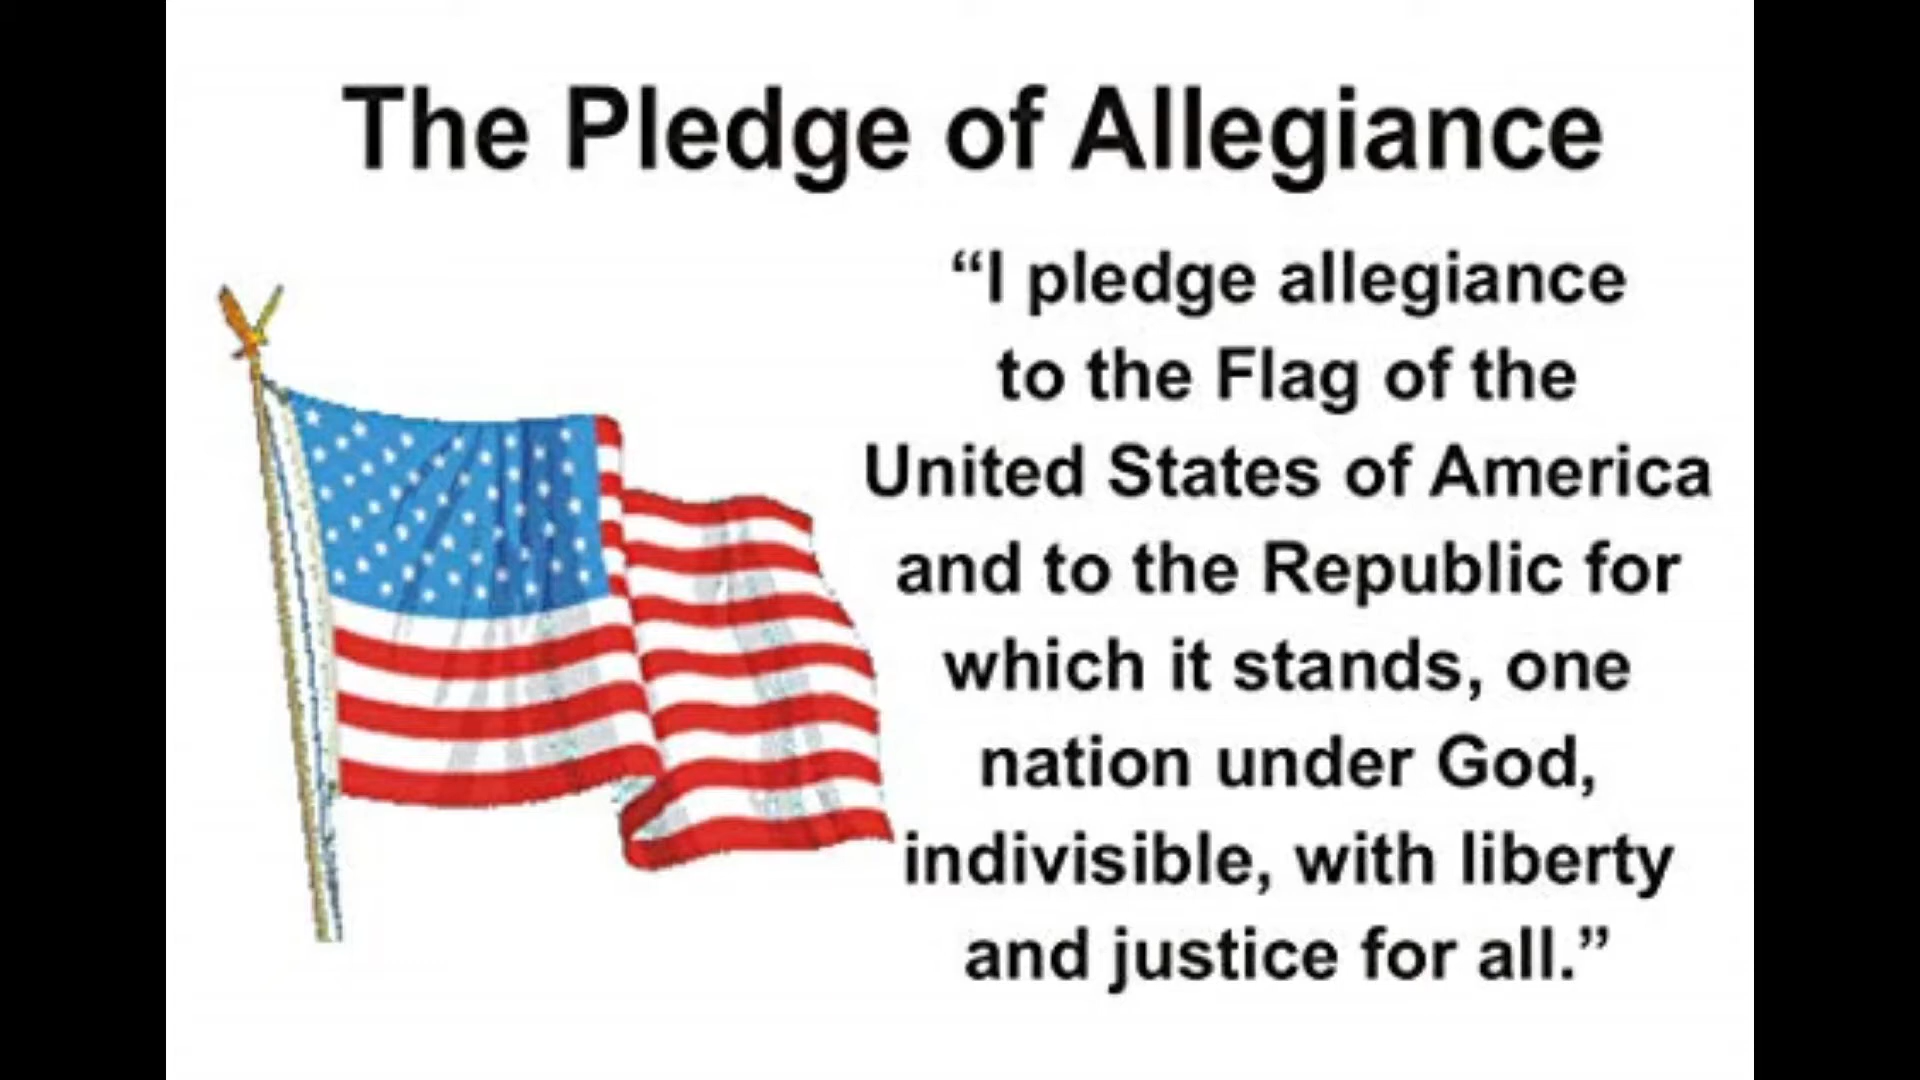 The Pledge of Allegiance
“I pledge allegiance
to the Flag of the
United States of America
and to the Republic for
which it stands, one
nation under God,
indivisible, with liberty
and justice for all.”